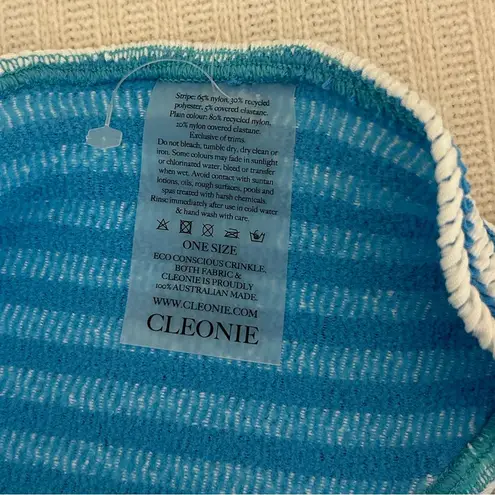 Stripe: 65% nylon, 30% recycled
polyester, 5% covered elastane.
Plain colour: 80% recycled nylon,
20% nylon covered elastane.
Exclusive of trims.
Do not bleach, tumble dry, dry clean or
iron. Some colours may fade in sunlight
or chlorinated water, bleed or transfer
when wet. Avoid contact with suntan
lotions, oils, rough surfaces, pools and
spas treated with harsh chemicals.
Rinse immediately after use in cold water
& hand wash with care.
ONE SIZE
ECO CONSCIOUS CRINKLE,
BOTH FABRIC &
CLEONIE IS PROUDLY
100% AUSTRALIAN MADE.
WWW.CLEONIE.COM
CLEONIE